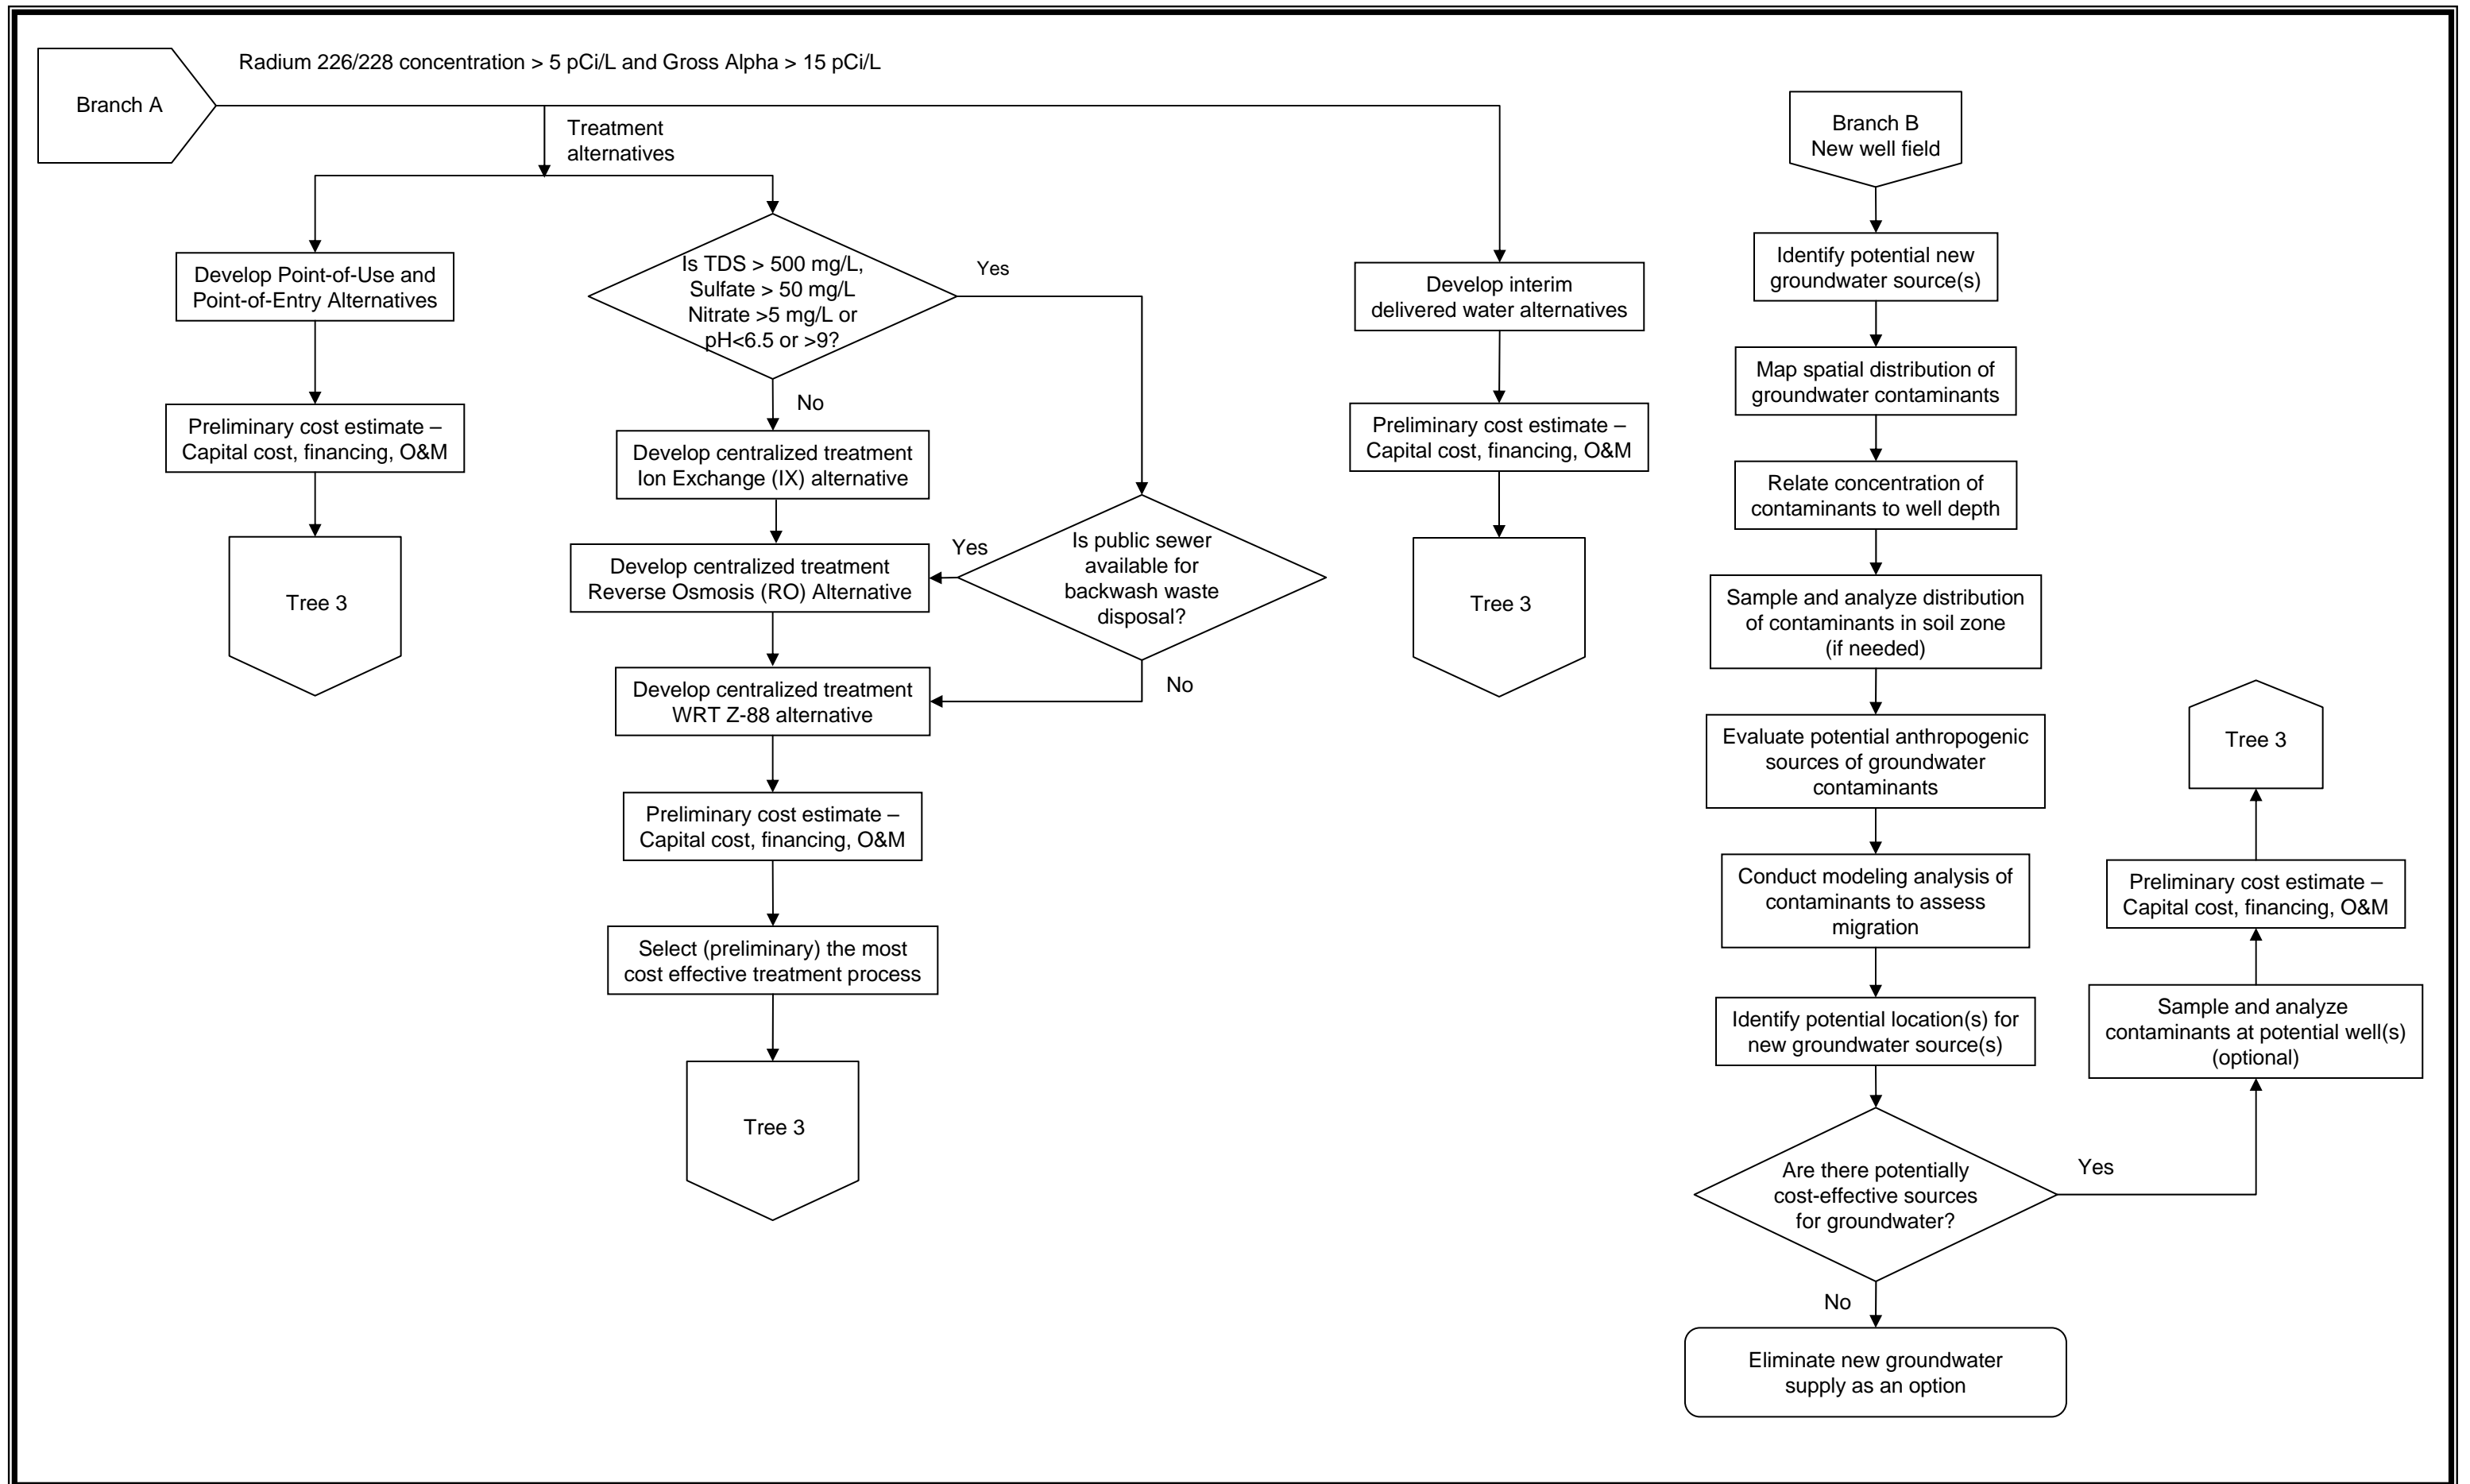 Radium 226/228 concentration > 5 pCi/L and Gross Alpha > 15 pCi/L
Branch A
Treatment
alternatives
Develop Point-of-Use and
Point-of-Entry Alternatives
Preliminary cost estimate –
Capital cost, financing, O&M
Tree 3
Is TDS > 500 mg/L,
Sulfate > 50 mg/L
Nitrate >5 mg/L or
pH<6.5 or >9?
Yes
No
Develop centralized treatment
Ion Exchange (IX) alternative
Develop centralized treatment
Reverse Osmosis (RO) Alternative
Yes
Is public sewer
available for
backwash waste
disposal?
No
Develop centralized treatment
WRT Z-88 alternative
Preliminary cost estimate –
Capital cost, financing, O&M
Select (preliminary) the most
cost effective treatment process
Tree 3
Develop interim
delivered water alternatives
Preliminary cost estimate –
Capital cost, financing, O&M
Tree 3
Branch B
New well field
Identify potential new
groundwater source(s)
Map spatial distribution of
groundwater contaminants
Relate concentration of
contaminants to well depth
Sample and analyze distribution
of contaminants in soil zone
(if needed)
Evaluate potential anthropogenic
sources of groundwater
contaminants
Conduct modeling analysis of
contaminants to assess
migration
Identify potential location(s) for
new groundwater source(s)
Are there potentially
cost-effective sources
for groundwater?
Yes
No
Eliminate new groundwater
supply as an option
Sample and analyze
contaminants at potential well(s)
(optional)
Preliminary cost estimate –
Capital cost, financing, O&M
Tree 3